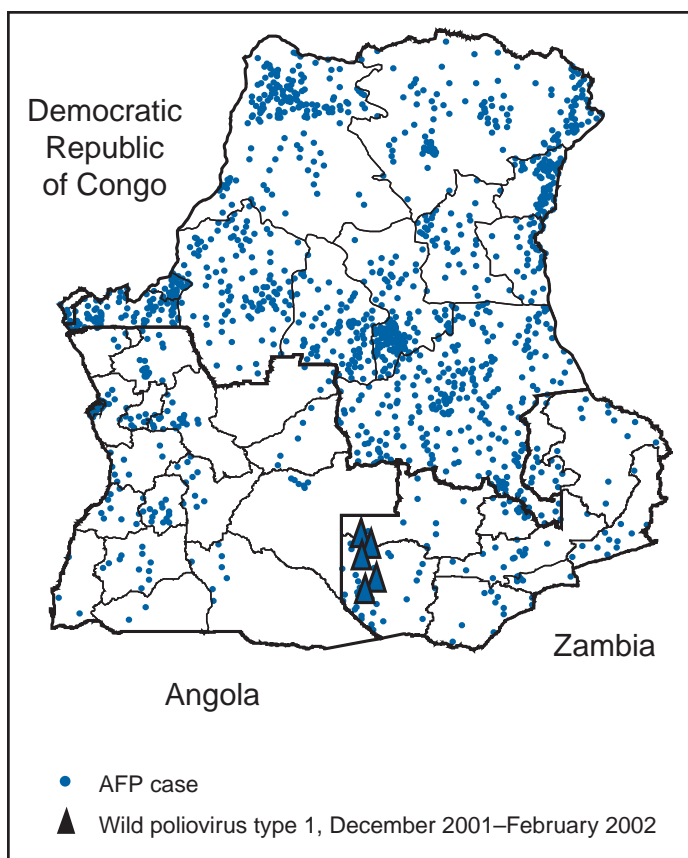 Democratic
Republic
of Congo
Zambia
Angola
AFP case
Wild poliovirus type 1, December 2001–February 2002